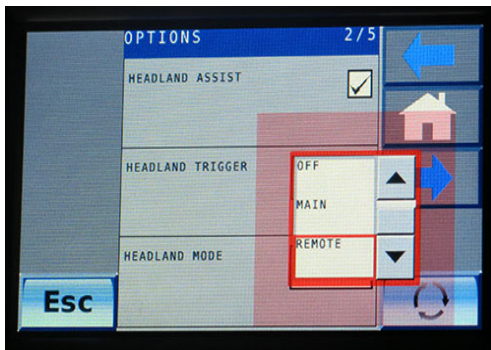 OPTIONS 2/5
HEADLAND ASSIST
HEADLAND TRIGGER
OFF
MAIN
REMOTE
HEADLAND MODE
Esc